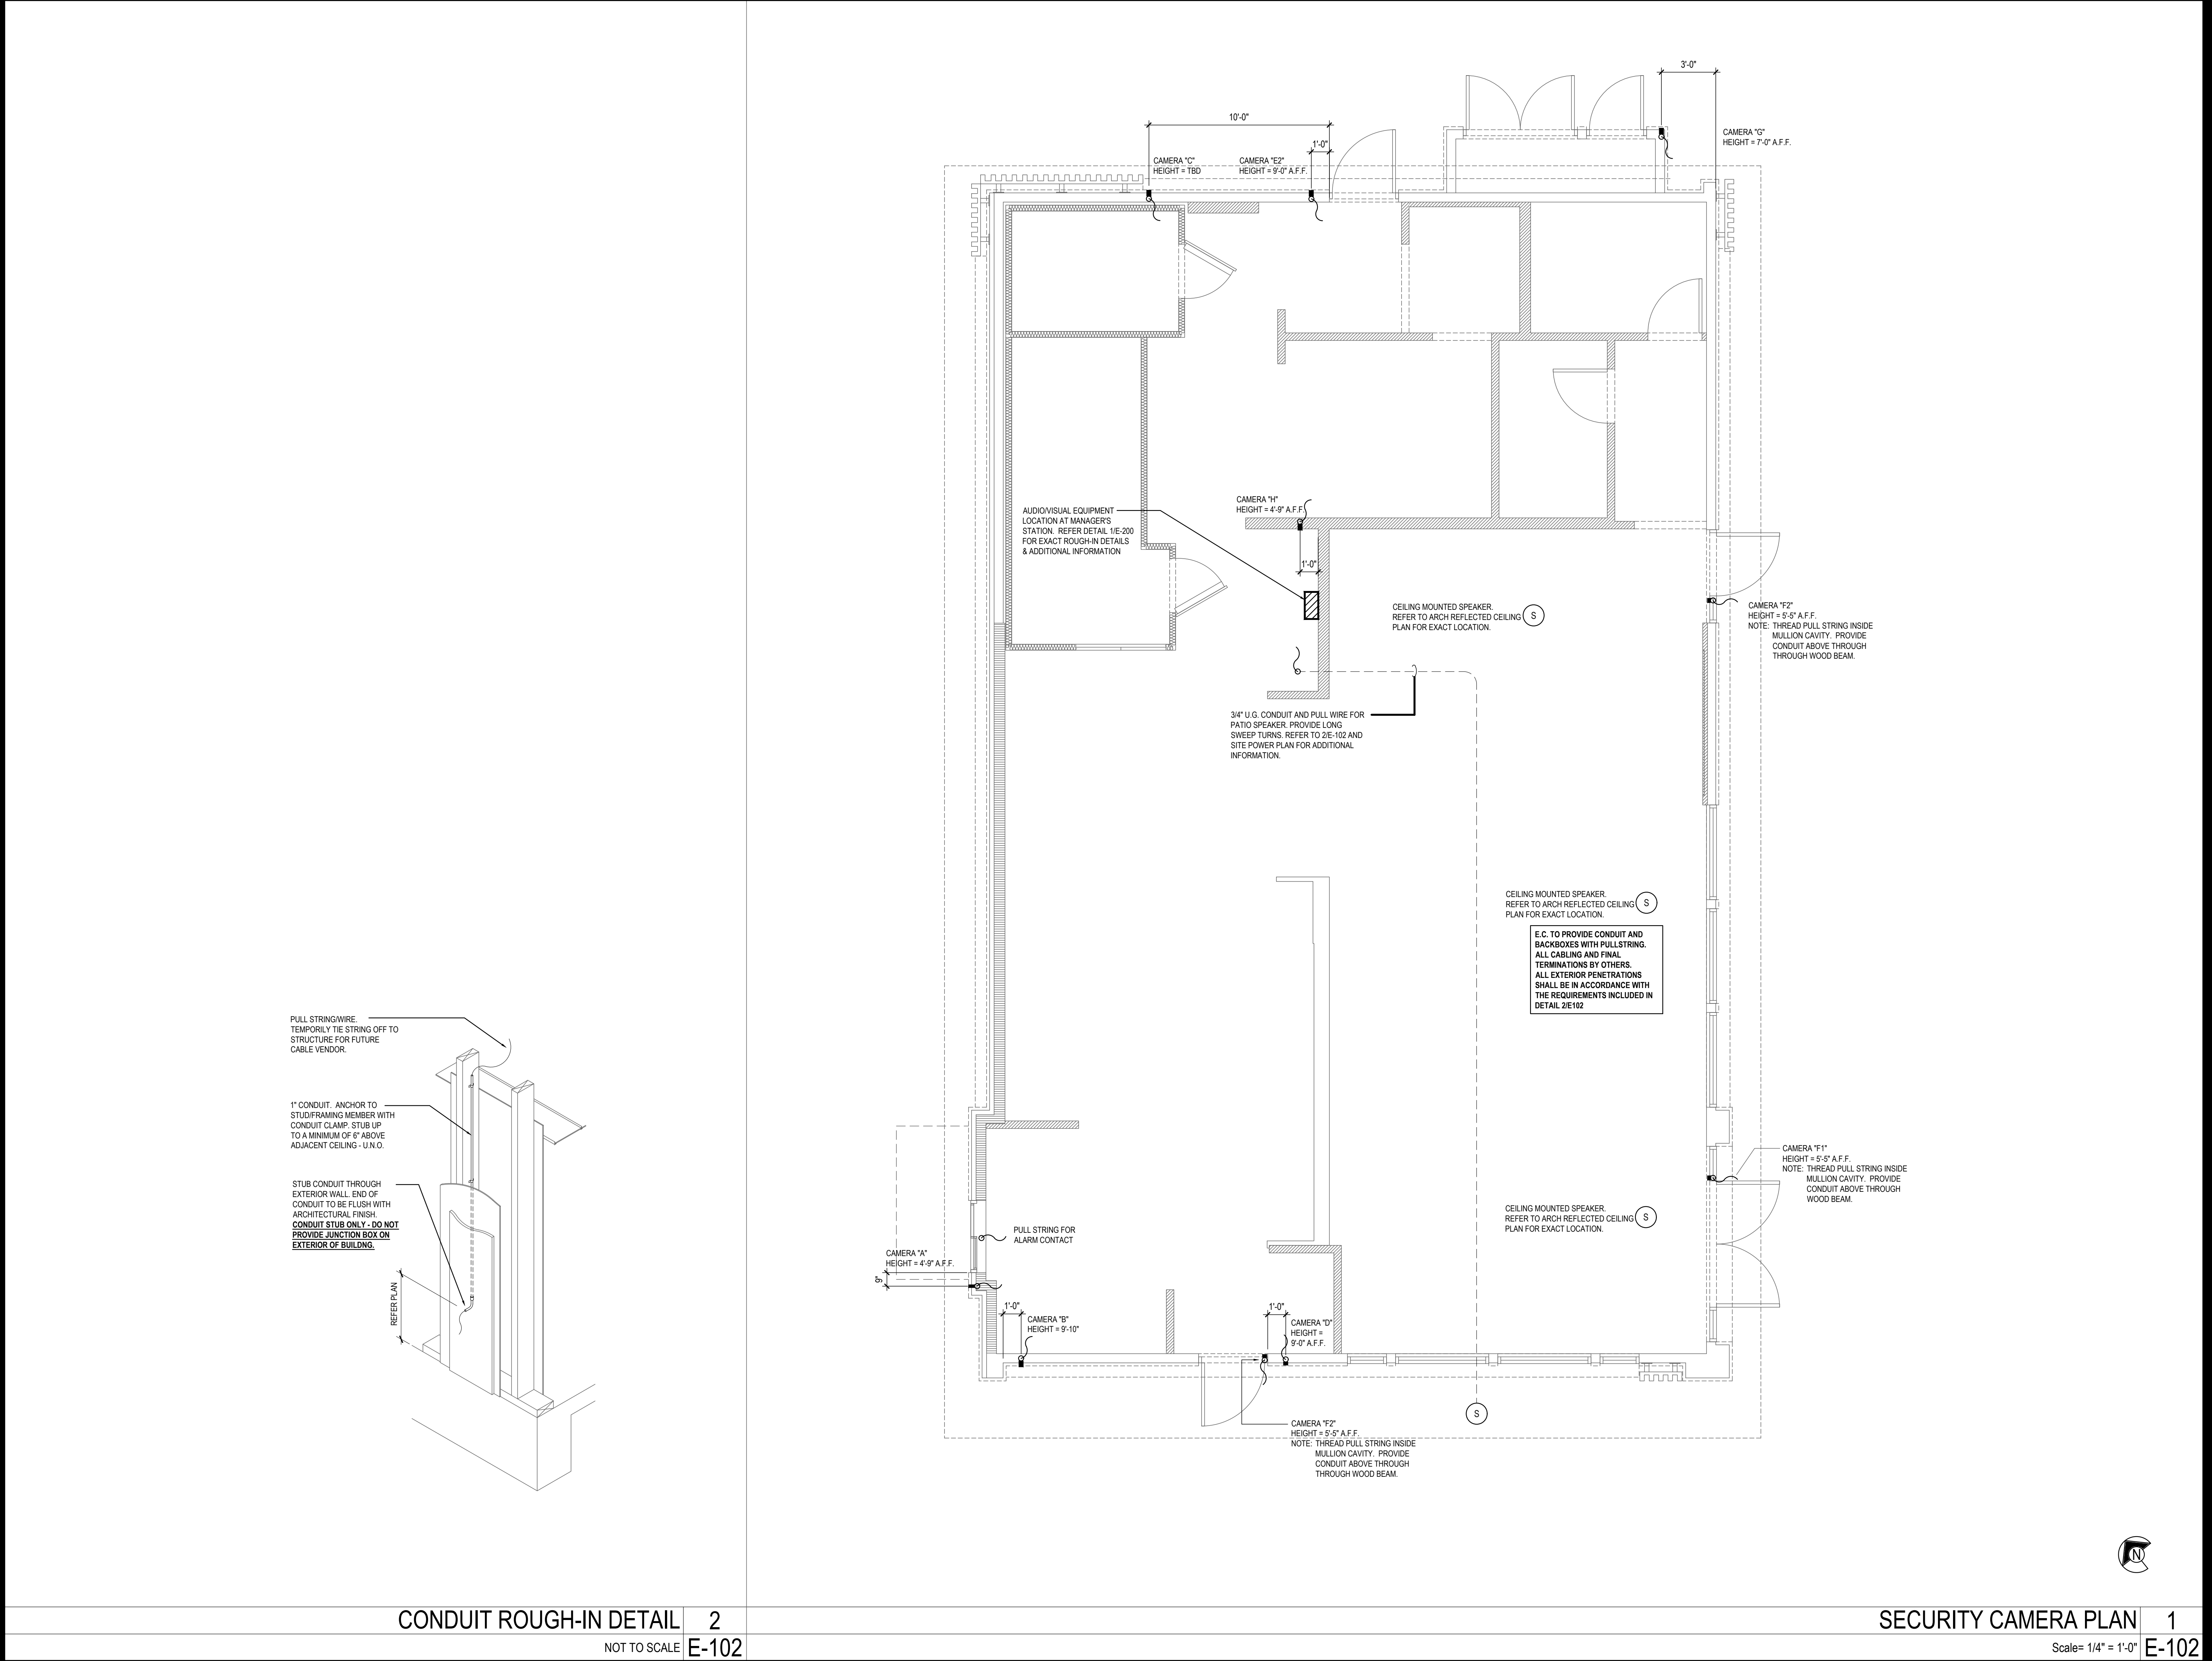 3'-0"
CAMERA "G"
HEIGHT = 7'-0" A.F.F.
10'-0"
1'-0"
CAMERA "C"
HEIGHT = TBD
CAMERA "E2"
HEIGHT = 9'-0" A.F.F.
CAMERA "H"
HEIGHT = 4'-9" A.F.F.
AUDIO/VISUAL EQUIPMENT
LOCATION AT MANAGER'S
STATION.  REFER DETAIL 1/E-200
FOR EXACT ROUGH-IN DETAILS
& ADDITIONAL INFORMATION
1'-0"
CEILING MOUNTED SPEAKER.
REFER TO ARCH REFLECTED CEILING
PLAN FOR EXACT LOCATION.
S
CAMERA "F2"
HEIGHT = 5'-5" A.F.F.
NOTE:  THREAD PULL STRING INSIDE
MULLION CAVITY.  PROVIDE
CONDUIT ABOVE THROUGH
THROUGH WOOD BEAM.
3/4" U.G. CONDUIT AND PULL WIRE FOR
PATIO SPEAKER. PROVIDE LONG
SWEEP TURNS. REFER TO 2/E-102 AND
SITE POWER PLAN FOR ADDITIONAL
INFORMATION.
CEILING MOUNTED SPEAKER.
REFER TO ARCH REFLECTED CEILING
PLAN FOR EXACT LOCATION.
S
E.C. TO PROVIDE CONDUIT AND
BACKBOXES WITH PULLSTRING.
ALL CABLING AND FINAL
TERMINATIONS BY OTHERS.
ALL EXTERIOR PENETRATIONS
SHALL BE IN ACCORDANCE WITH
THE REQUIREMENTS INCLUDED IN
DETAIL 2/E102
PULL STRING/WIRE.
TEMPORILY TIE STRING OFF TO
STRUCTURE FOR FUTURE
CABLE VENDOR.
1" CONDUIT.  ANCHOR TO
STUD/FRAMING MEMBER WITH
CONDUIT CLAMP. STUB UP
TO A MINIMUM OF 6" ABOVE
ADJACENT CEILING - U.N.O.
STUB CONDUIT THROUGH
EXTERIOR WALL. END OF
CONDUIT TO BE FLUSH WITH
ARCHITECTURAL FINISH.
CONDUIT STUB ONLY - DO NOT
PROVIDE JUNCTION BOX ON
EXTERIOR OF BUILDNG.
REFER PLAN
CAMERA "F1"
HEIGHT = 5'-5" A.F.F.
NOTE:  THREAD PULL STRING INSIDE
MULLION CAVITY.  PROVIDE
CONDUIT ABOVE THROUGH
WOOD BEAM.
CEILING MOUNTED SPEAKER.
REFER TO ARCH REFLECTED CEILING
PLAN FOR EXACT LOCATION.
S
PULL STRING FOR
ALARM CONTACT
CAMERA "A"
HEIGHT = 4'-9" A.F.F.
9"
1'-0"
CAMERA "B"
HEIGHT = 9'-10"
1'-0"
CAMERA "D"
HEIGHT =
9'-0" A.F.F.
S
CAMERA "F2"
HEIGHT = 5'-5" A.F.F.
NOTE:  THREAD PULL STRING INSIDE
MULLION CAVITY.  PROVIDE
CONDUIT ABOVE THROUGH
THROUGH WOOD BEAM.
N
CONDUIT ROUGH-IN DETAIL 2
NOT TO SCALE E-102
SECURITY CAMERA PLAN 1
Scale= 1/4" = 1'-0" E-102